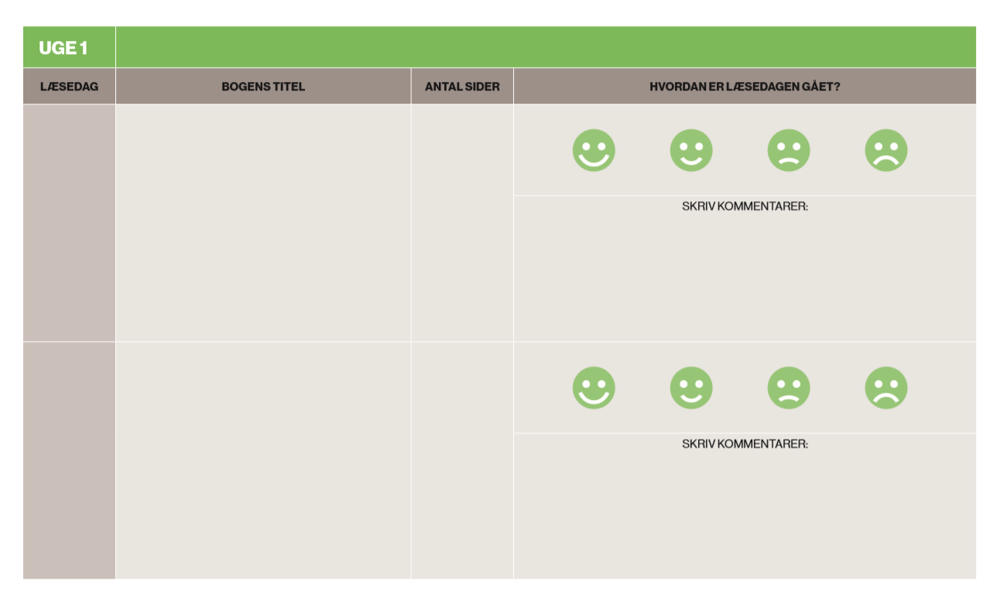 UGE 1
LÆSEDAG BOGENS TITEL ANTAL SIDER HVORDAN ER LÆSEDAGEN GÅET?
SKRIV KOMMENTARER:
SKRIV KOMMENTARER: